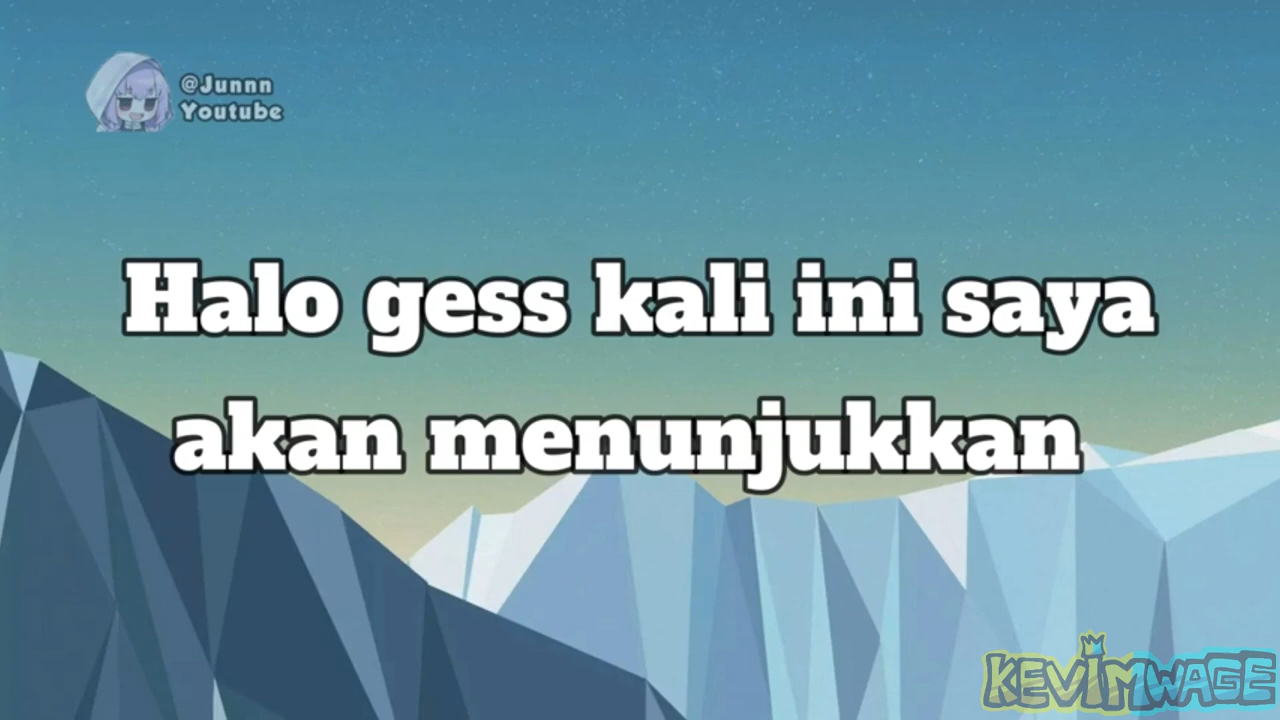 @Junnn
Youtube
Halo gess kali ini saya
akan menunjukkan
KEVIMWAGE